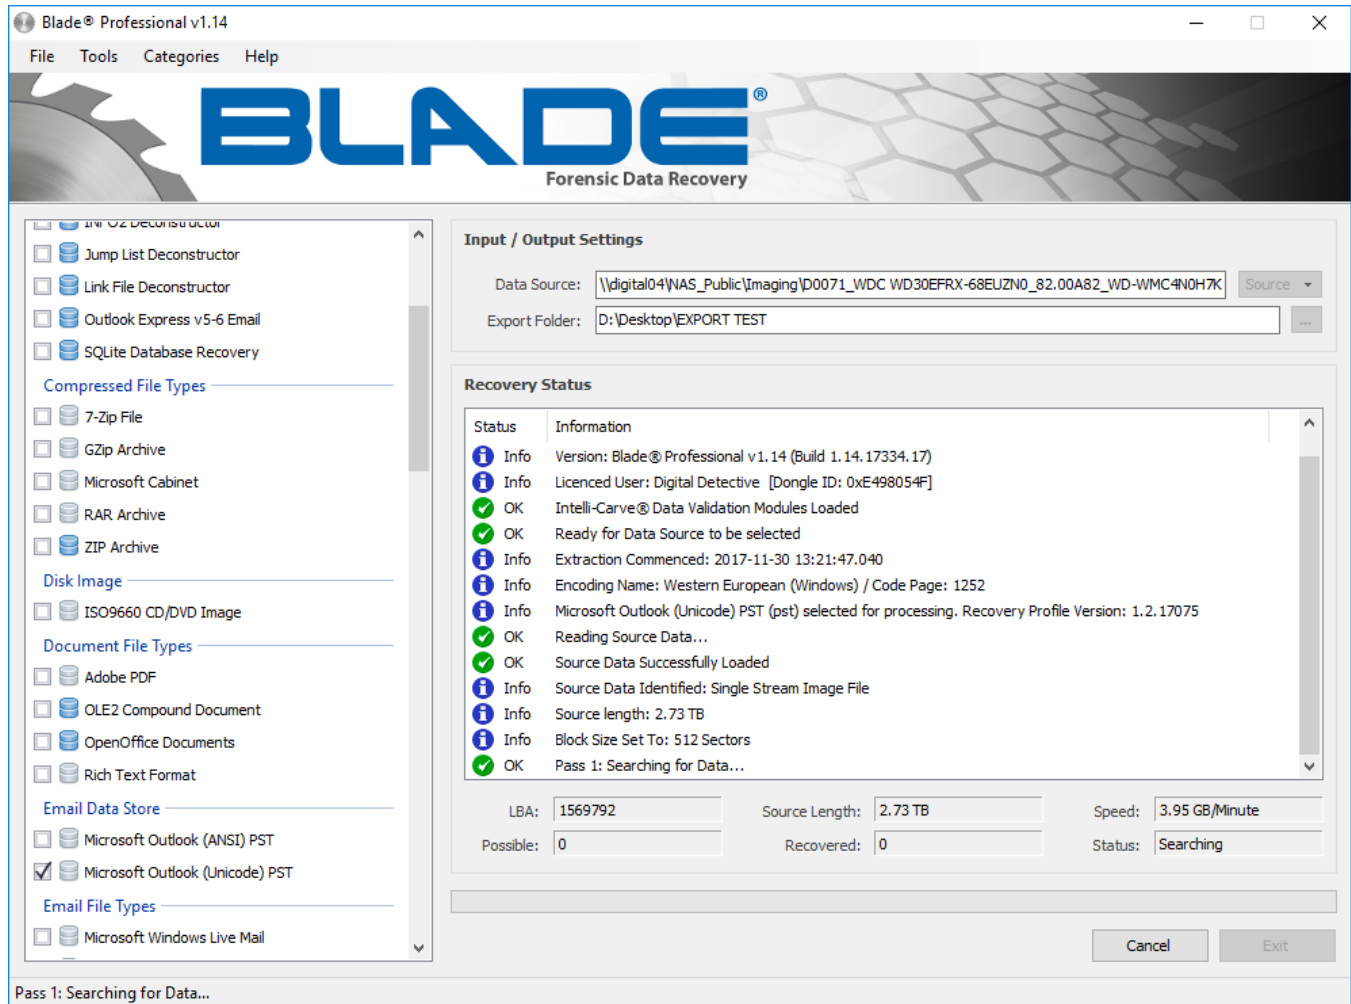 Blade® Professional v1.14
File Tools Categories Help
BLADE®
Forensic Data Recovery
INFO2 Deconstructor
Jump List Deconstructor
Link File Deconstructor
Outlook Express v5-6 Email
SQLite Database Recovery
Compressed File Types
7-Zip File
GZip Archive
Microsoft Cabinet
RAR Archive
ZIP Archive
Disk Image
ISO9660 CD/DVD Image
Document File Types
Adobe PDF
OLE2 Compound Document
OpenOffice Documents
Rich Text Format
Email Data Store
Microsoft Outlook (ANSI) PST
Microsoft Outlook (Unicode) PST
Email File Types
Microsoft Windows Live Mail
Input / Output Settings
Data Source: \\digital04\NAS_Public\Imaging\D0071_WDC WD30EFRX-68EUZN0_82.00A82_WD-WMC4N0H7K Source
Export Folder: D:\Desktop\EXPORT TEST ...
Recovery Status
Status Information
Info Version: Blade® Professional v1.14 (Build 1.14.17334.17)
Info Licenced User: Digital Detective [Dongle ID: 0xE498054F]
OK Intelli-Carve® Data Validation Modules Loaded
OK Ready for Data Source to be selected
Info Extraction Commenced: 2017-11-30 13:21:47.040
Info Encoding Name: Western European (Windows) / Code Page: 1252
Info Microsoft Outlook (Unicode) PST (pst) selected for processing. Recovery Profile Version: 1.2.17075
OK Reading Source Data...
OK Source Data Successfully Loaded
Info Source Data Identified: Single Stream Image File
Info Source length: 2.73 TB
Info Block Size Set To: 512 Sectors
OK Pass 1: Searching for Data...
LBA: 1569792 Source Length: 2.73 TB Speed: 3.95 GB/Minute
Possible: 0 Recovered: 0 Status: Searching
Cancel Exit
Pass 1: Searching for Data...